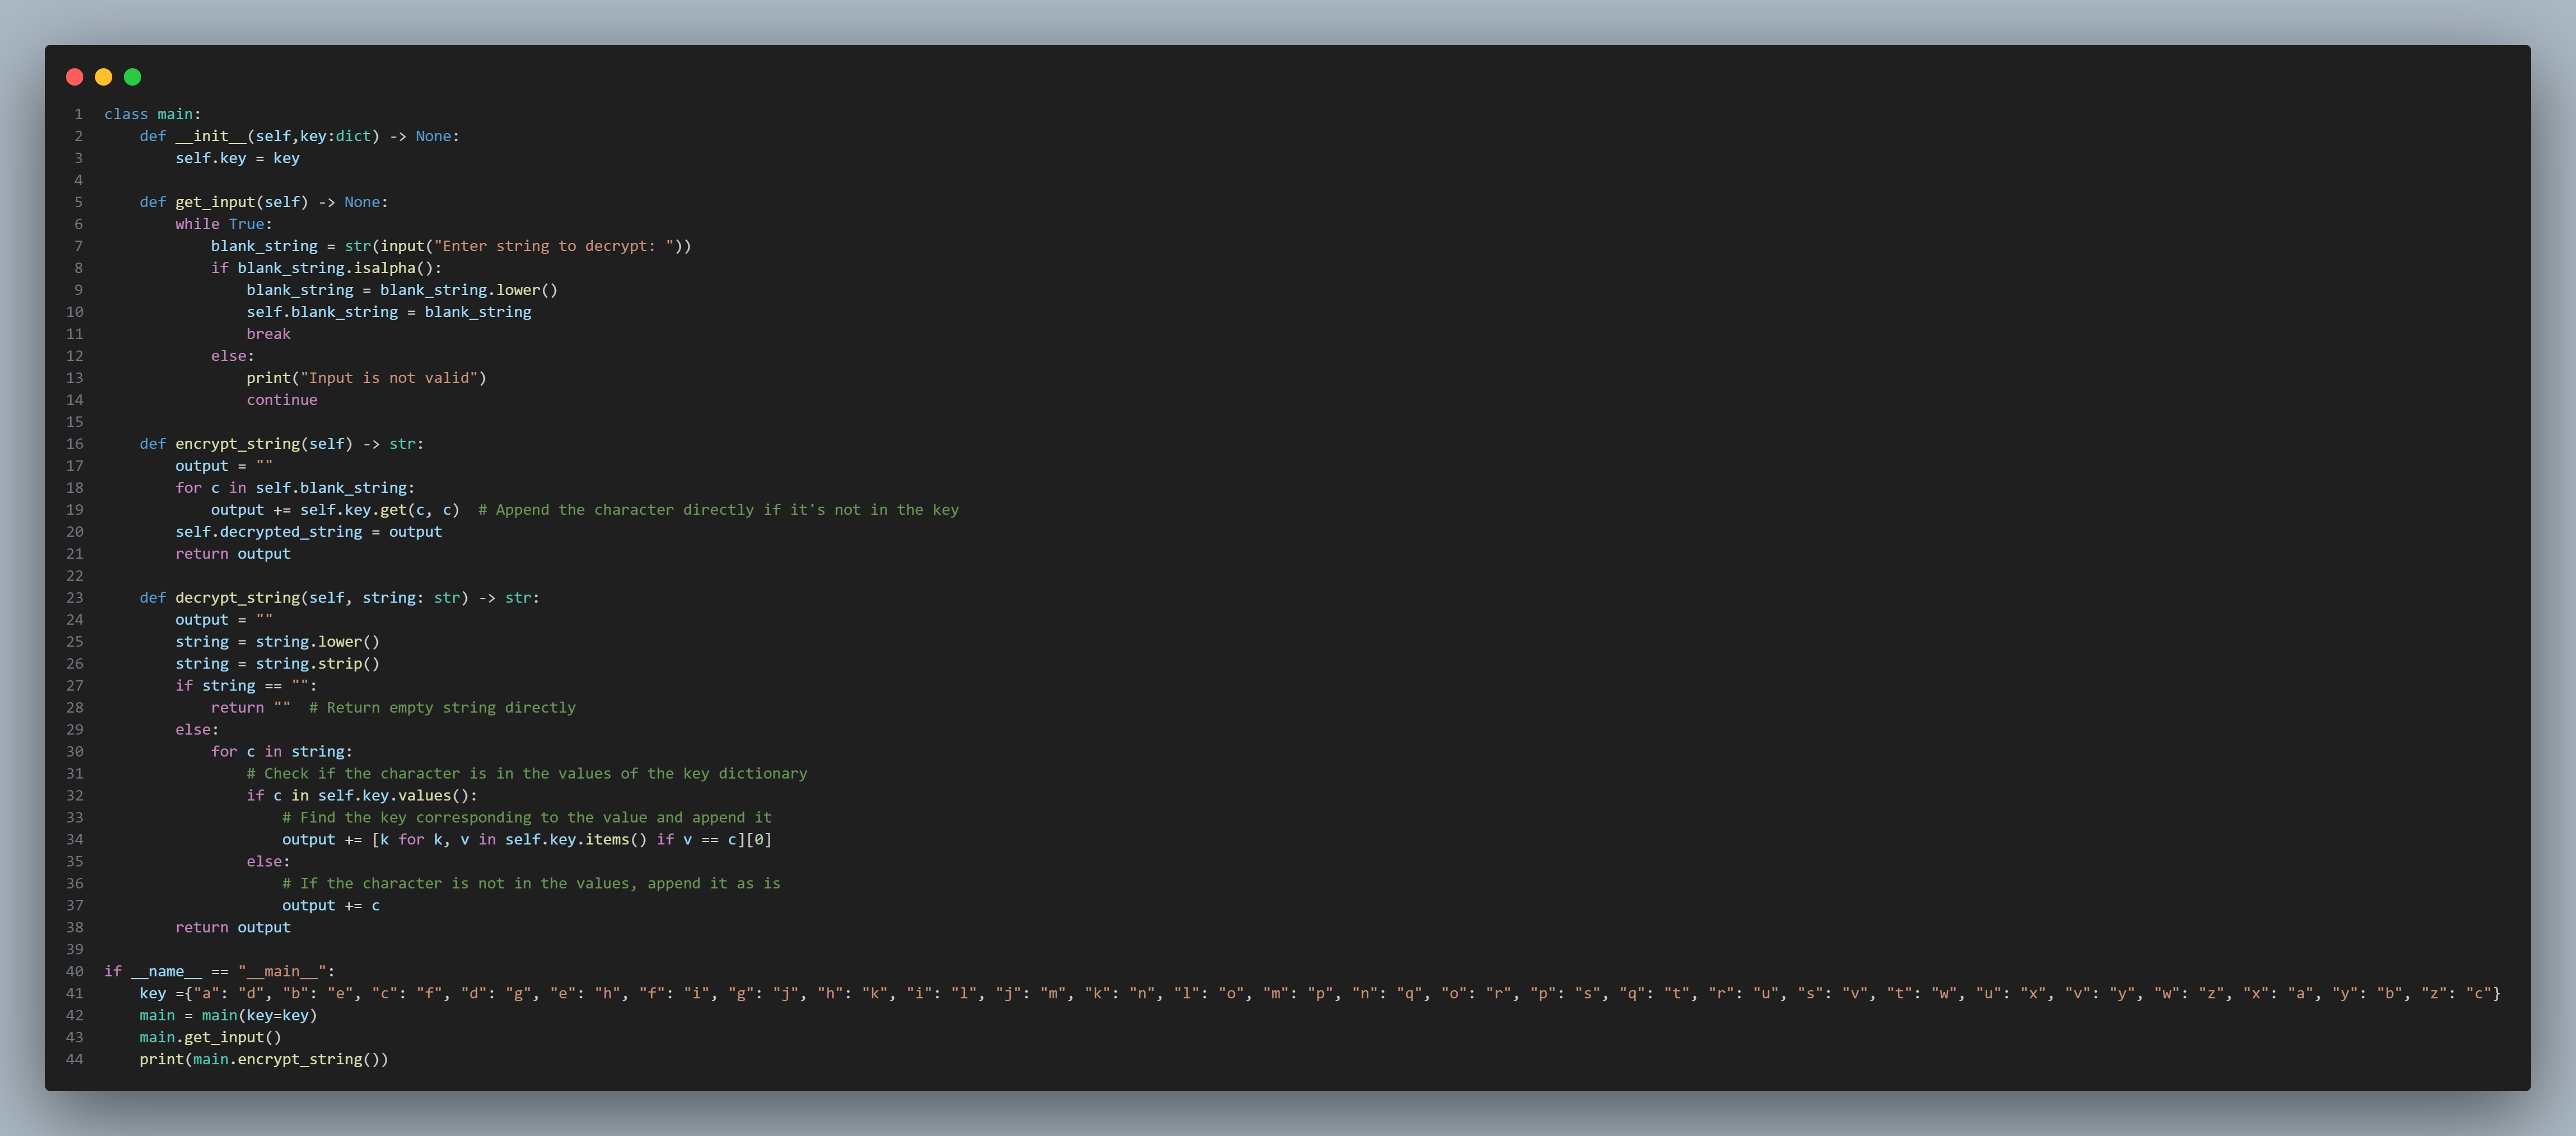 1 class main:
2     def __init__(self,key:dict) -> None:
3         self.key = key
4
5     def get_input(self) -> None:
6         while True:
7             blank_string = str(input("Enter string to decrypt: "))
8             if blank_string.isalpha():
9                 blank_string = blank_string.lower()
10                 self.blank_string = blank_string
11                 break
12             else:
13                 print("Input is not valid")
14                 continue
15
16     def encrypt_string(self) -> str:
17         output = ""
18         for c in self.blank_string:
19             output += self.key.get(c, c)  # Append the character directly if it's not in the key
20         self.decrypted_string = output
21         return output
22
23     def decrypt_string(self, string: str) -> str:
24         output = ""
25         string = string.lower()
26         string = string.strip()
27         if string == "":
28             return ""  # Return empty string directly
29         else:
30             for c in string:
31                 # Check if the character is in the values of the key dictionary
32                 if c in self.key.values():
33                     # Find the key corresponding to the value and append it
34                     output += [k for k, v in self.key.items() if v == c][0]
35                 else:
36                     # If the character is not in the values, append it as is
37                     output += c
38         return output
39
40 if __name__ == "__main__":
41     key ={"a": "d", "b": "e", "c": "f", "d": "g", "e": "h", "f": "i", "g": "j", "h": "k", "i": "l", "j": "m", "k": "n", "l": "o", "m": "p", "n": "q", "o": "r", "p": "s", "q": "t", "r": "u", "s": "v", "t": "w", "u": "x", "v": "y", "w": "z", "x": "a", "y": "b", "z": "c"}
42     main = main(key=key)
43     main.get_input()
44     print(main.encrypt_string())